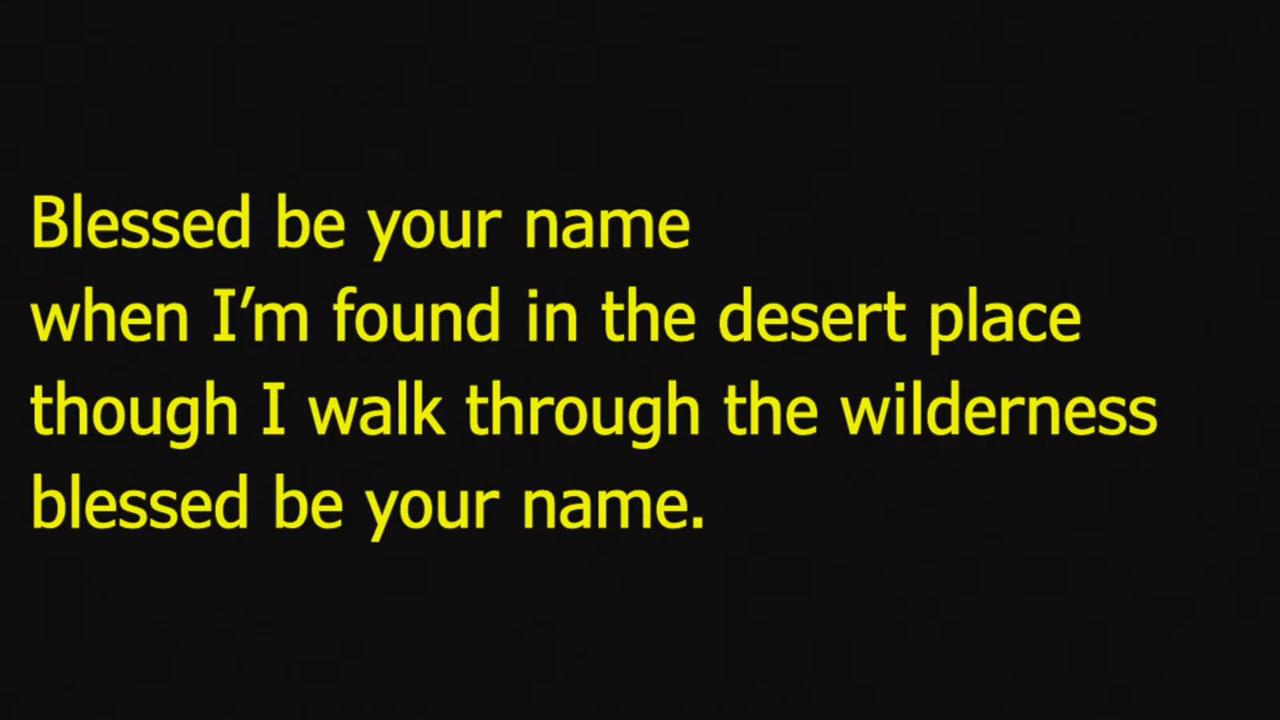 Blessed be your name
when I’m found in the desert place
though I walk through the wilderness
blessed be your name.